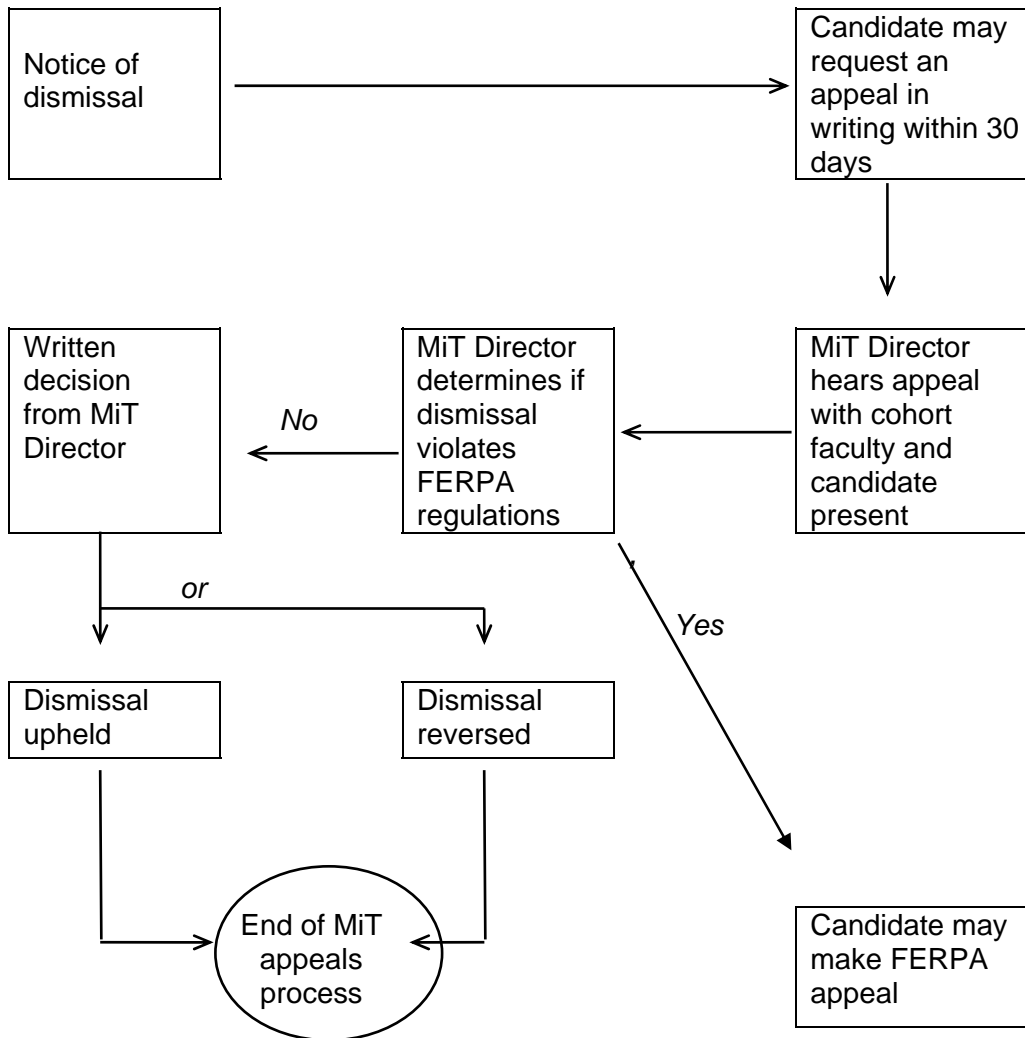 Notice of
dismissal
Candidate may
request an
appeal in
writing within 30
days
Written
decision
from MiT
Director
No
MiT Director
determines if
dismissal
violates
FERPA
regulations
MiT Director
hears appeal
with cohort
faculty and
candidate
present
or
Yes
Dismissal
upheld
Dismissal
reversed
End of MiT
appeals
process
Candidate may
make FERPA
appeal